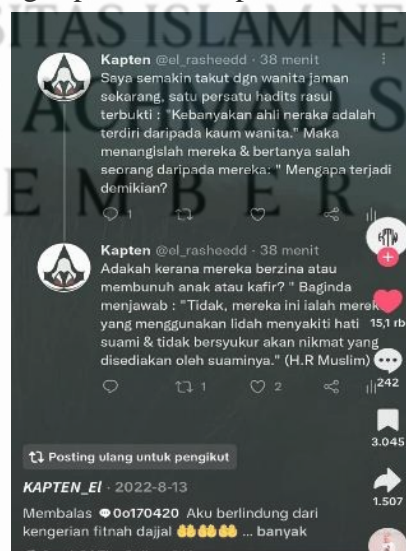 ITAS ISLAM NE
Kapten @el_rasheedd · 38 menit
Saya semakin takut dgn wanita jaman
sekarang, satu persatu hadits rasul
terbukti : "Kebanyakan ahli neraka adalah
terdiri daripada kaum wanita." Maka
menangislah mereka & bertanya salah
seorang daripada mereka: " Mengapa terjadi
demikian?
E M B E R
1
Kapten @el_rasheedd · 38 menit
Adakah kerana mereka berzina atau
membunuh anak atau kafir? " Baginda
menjawab : "Tidak, mereka ini ialah merek
yang menggunakan lidah menyakiti hati
suami & tidak bersyukur akan nikmat yang
disediakan oleh suaminya." (H.R Muslim)
1 2
15,1 rb
242
3.045
1.507
Posting ulang untuk pengikut
KAPTEN_El · 2022-8-13
Membalas 0o170420 Aku berlindung dari
kengerian fitnah dajjal 🤲🤲🤲 ... banyak